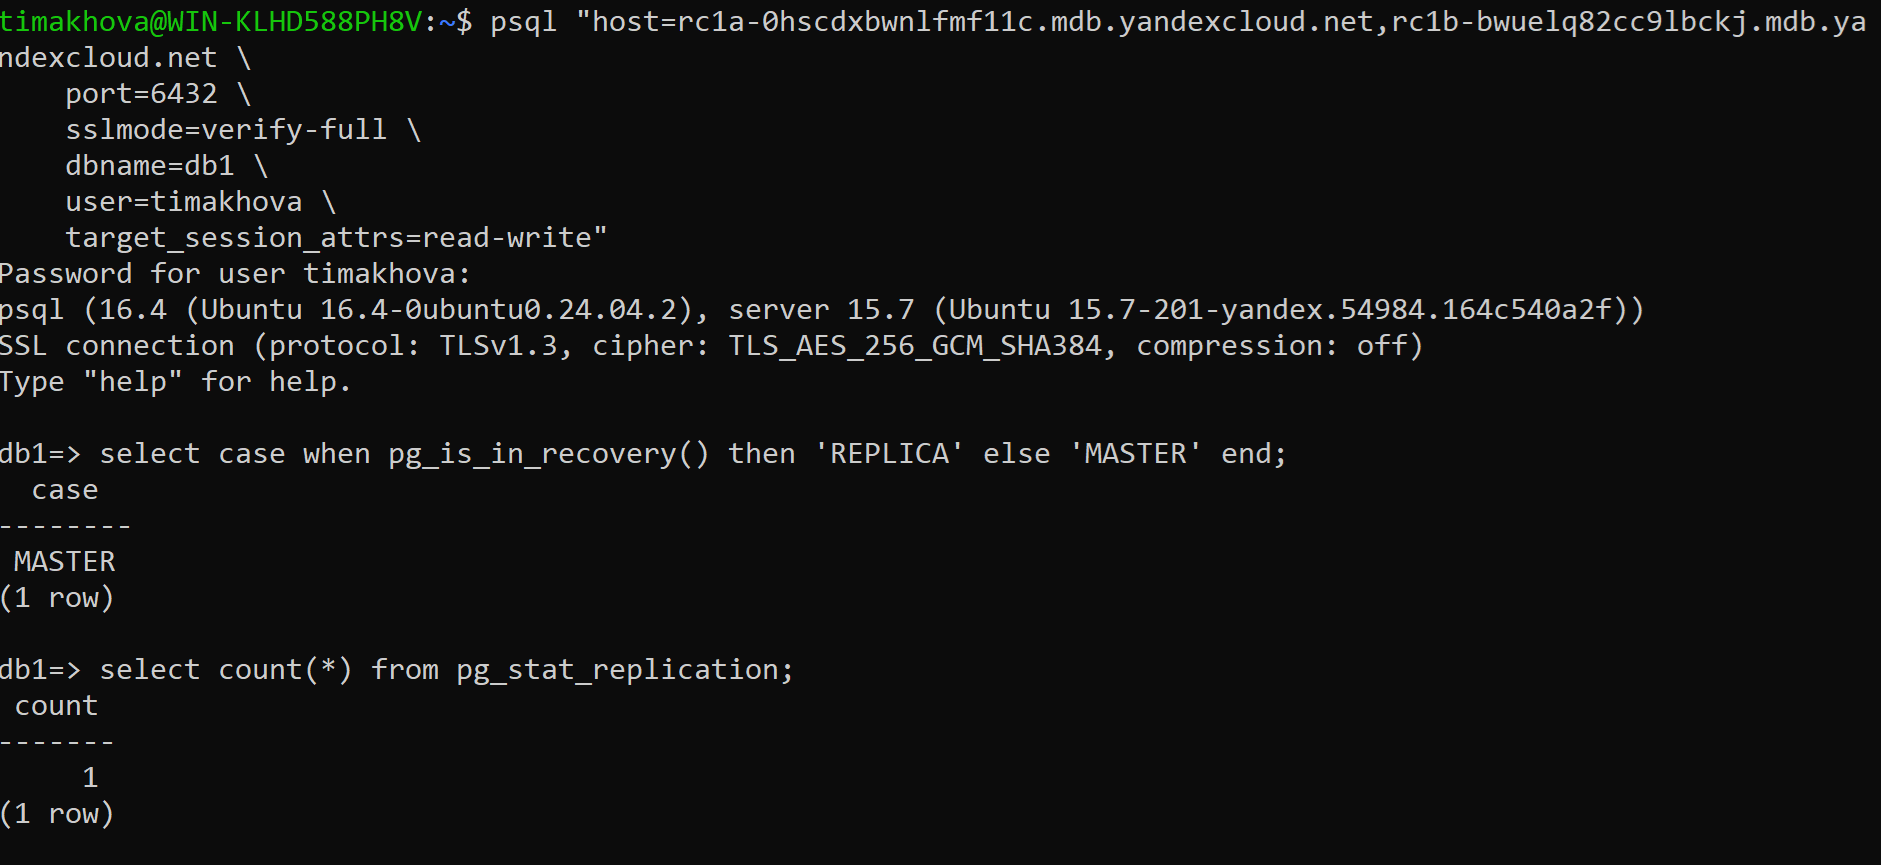 timakhova@WIN-KLHD588PH8V:~$ psql "host=rc1a-0hscdxbwnlfmf11c.mdb.yandexcloud.net,rc1b-bwuelq82cc9lbckj.mdb.ya
ndexcloud.net \
    port=6432 \
    sslmode=verify-full \
    dbname=db1 \
    user=timakhova \
    target_session_attrs=read-write"
Password for user timakhova:
psql (16.4 (Ubuntu 16.4-0ubuntu0.24.04.2), server 15.7 (Ubuntu 15.7-201-yandex.54984.164c540a2f))
SSL connection (protocol: TLSv1.3, cipher: TLS_AES_256_GCM_SHA384, compression: off)
Type "help" for help.

db1=> select case when pg_is_in_recovery() then 'REPLICA' else 'MASTER' end;
  case
--------
 MASTER
(1 row)

db1=> select count(*) from pg_stat_replication;
 count
-------
     1
(1 row)